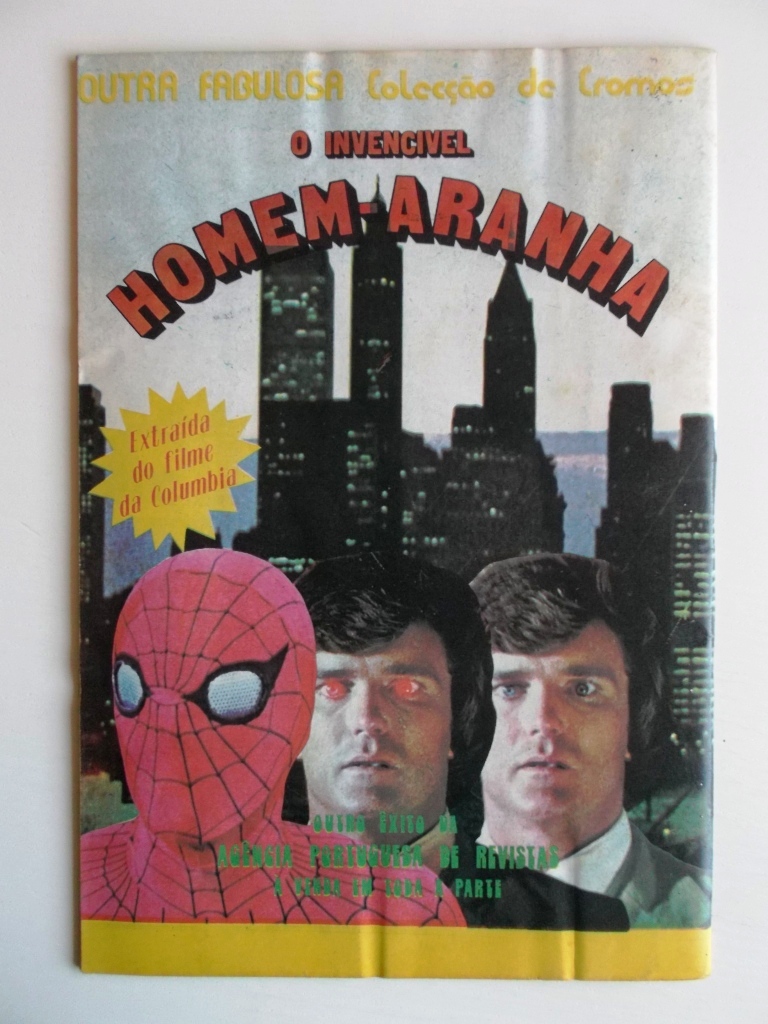 OUTRA FABULOSA Colecção de Cromos
O INVENCIVEL
HOMEM-ARANHA
Extraída
do filme
da Columbia
OUTRO ÊXITO DA
AGÊNCIA PORTUGUESA DE REVISTAS
À VENDA EM TODA A PARTE